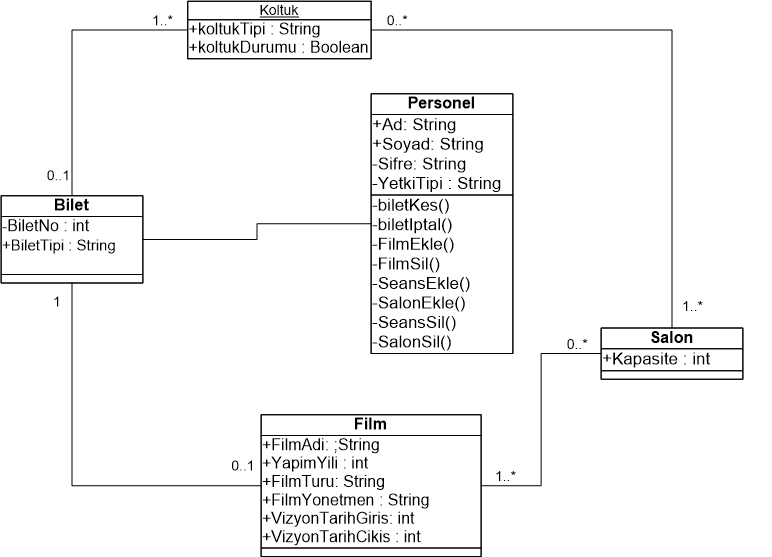 Koltuk
+koltukTipi : String
+koltukDurumu : Boolean
1..*
0..*
Personel
+Ad: String
+Soyad: String
-Sifre: String
-YetkiTipi : String
-biletKes()
-biletIptal()
-FilmEkle()
-FilmSil()
-SeansEkle()
-SalonEkle()
-SeansSil()
-SalonSil()
0..1
Bilet
-BiletNo : int
+BiletTipi : String
1
1..*
Salon
+Kapasite : int
0..*
Film
+FilmAdi: ;String
+YapimYili : int
+FilmTuru: String
+FilmYonetmen : String
+VizyonTarihGiris: int
+VizyonTarihCikis : int
0..1
1..*